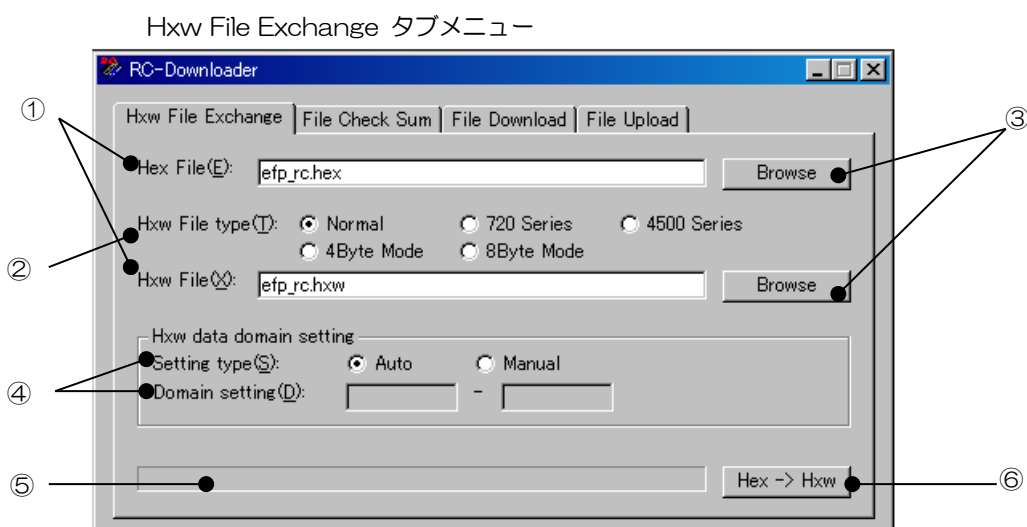 Hxw File Exchange タブメニュー
RC-Downloader
Hxw File Exchange File Check Sum File Download File Upload
① ③
Hex File(E): efp_rc.hex Browse
Hxw File type(T): Normal 720 Series 4500 Series
4Byte Mode 8Byte Mode
②
Hxw File(X): efp_rc.hxw Browse
Hxw data domain setting
Setting type(S): Auto Manual
④
Domain setting(D): -
⑤ Hex -> Hxw ⑥